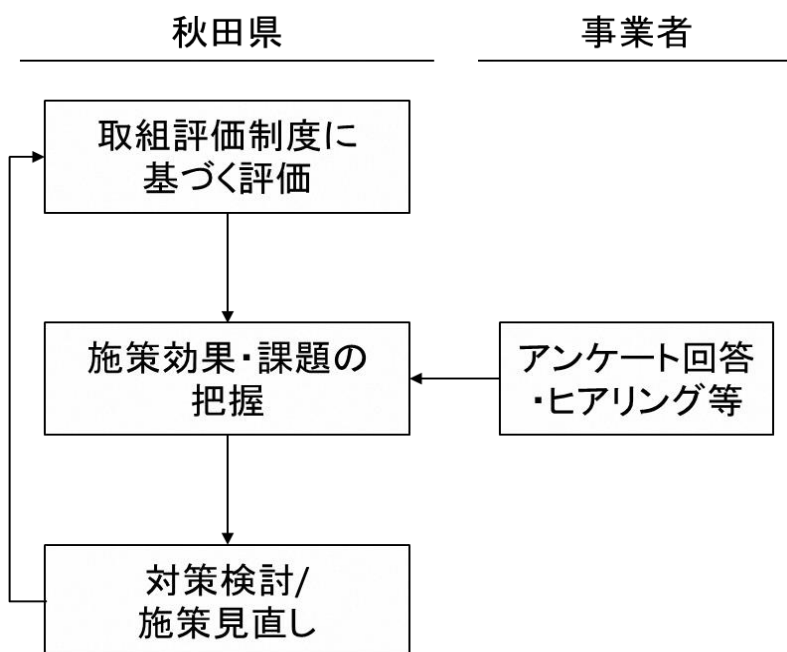 秋田県
事業者
取組評価制度に
基づく評価
施策効果・課題の
把握
アンケート回答
・ヒアリング等
対策検討/
施策見直し